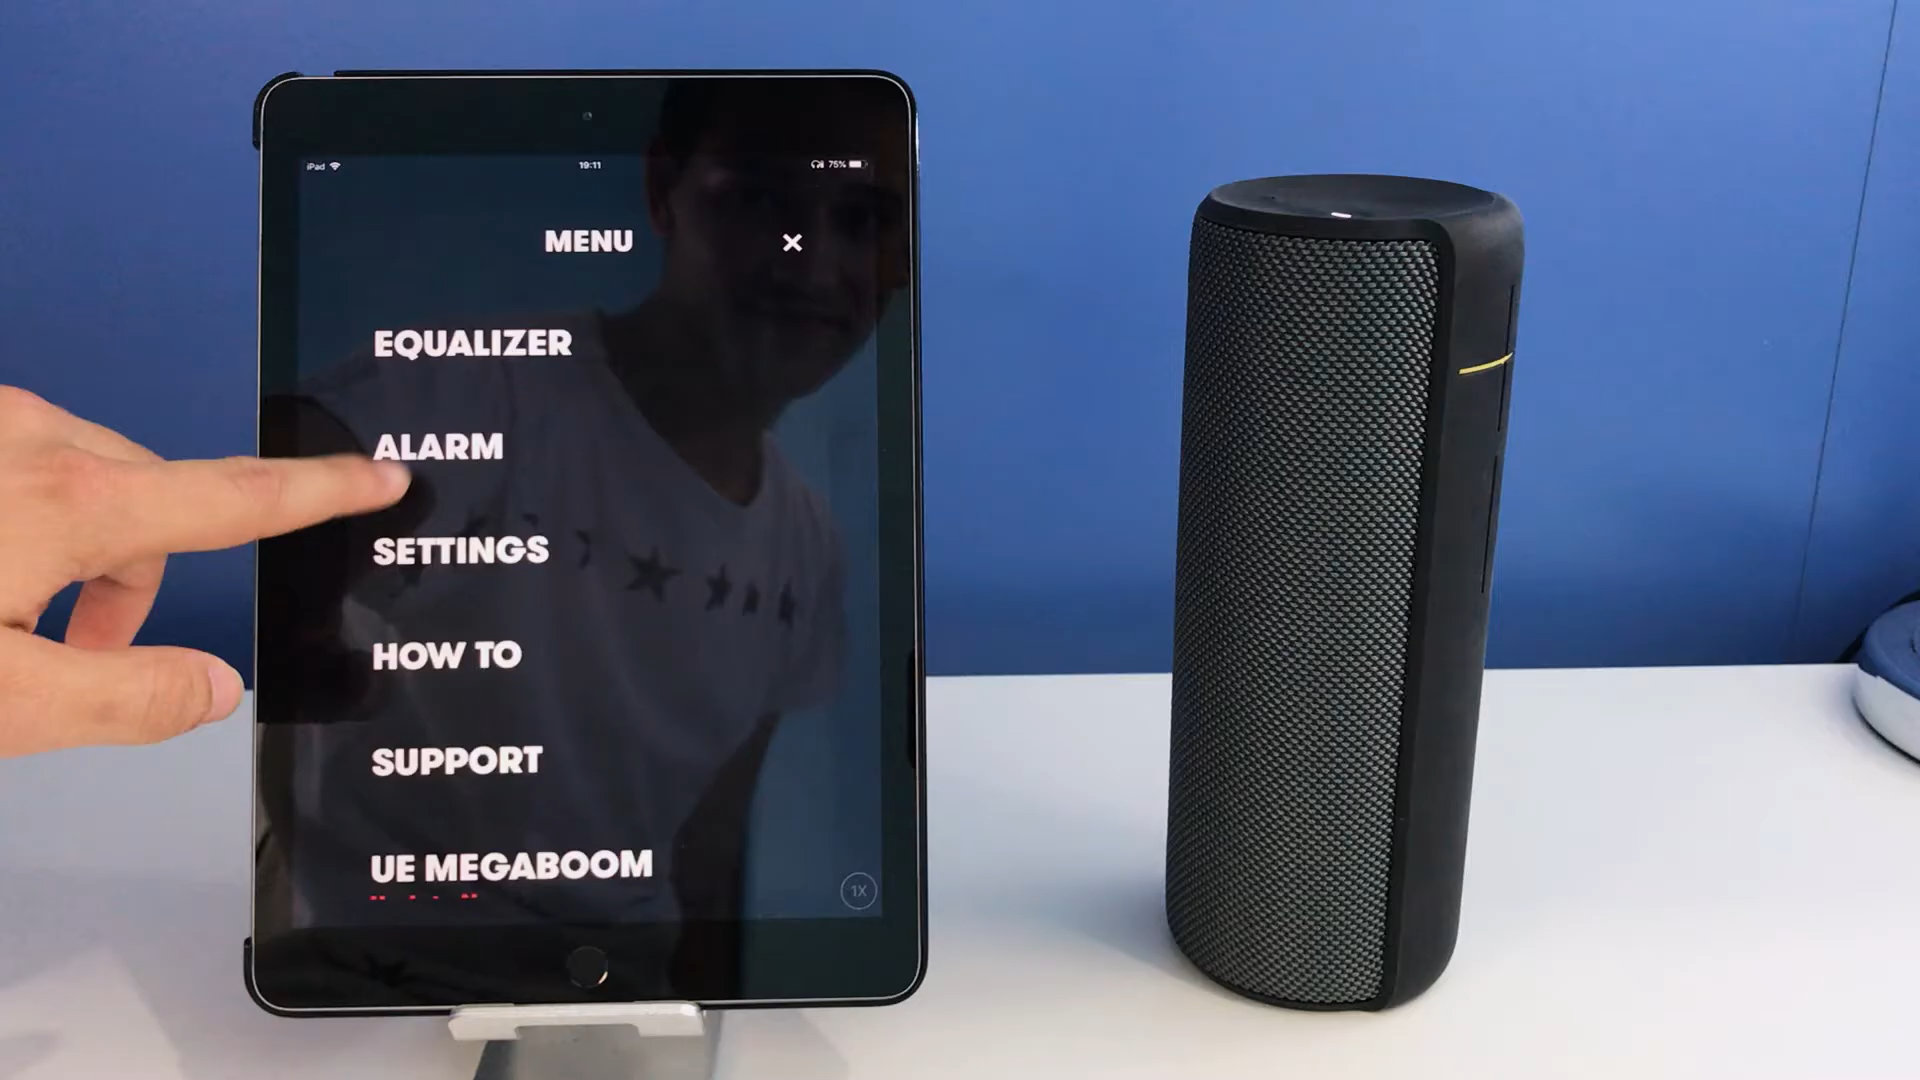 iPad 19:11 75%
MENU ×
EQUALIZER
ALARM
SETTINGS
HOW TO
SUPPORT
UE MEGABOOM
1X